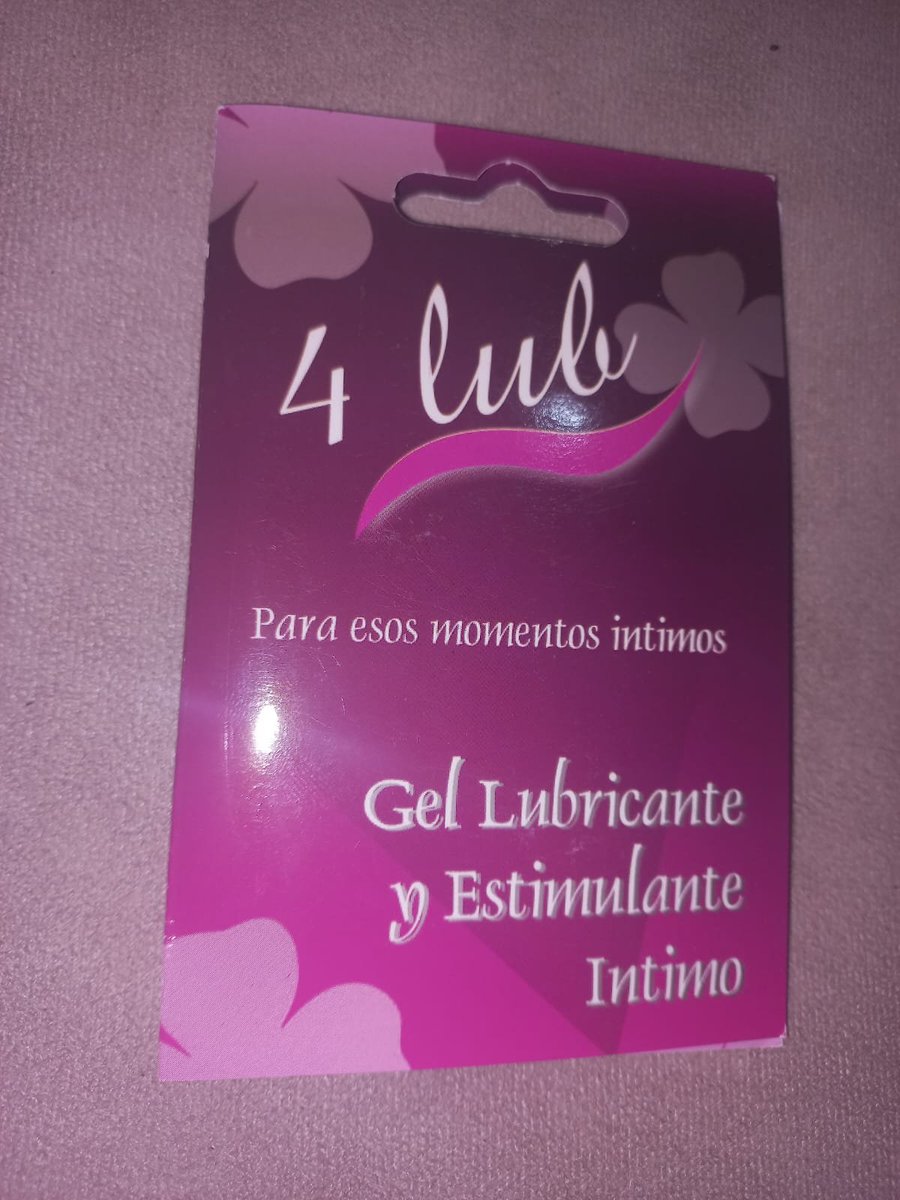 4 lub
Para esos momentos intimos
Gel Lubricante
y Estimulante
Intimo